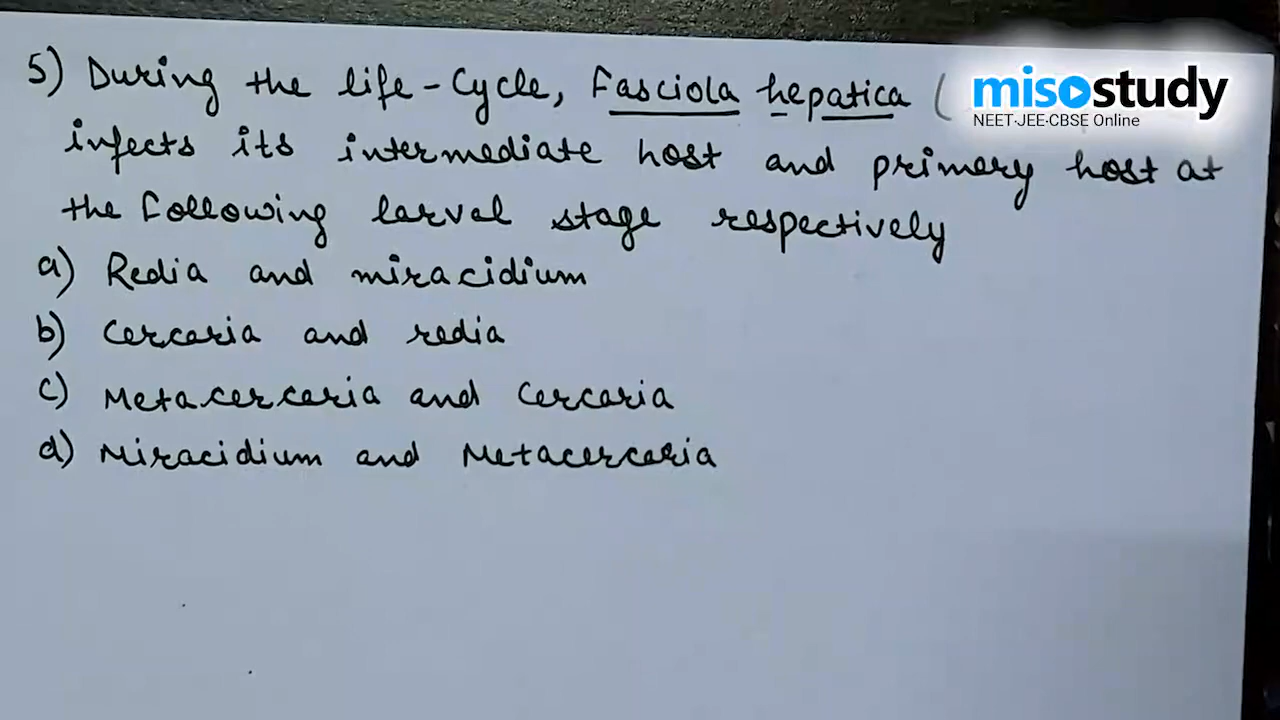 5) During the life-Cycle, Fasciola hepatica (
misostudy
NEET-JEE-CBSE Online
infects its intermediate host and primary host at
the following larval stage respectively
a) Redia and miracidium
b) Cercaria and redia
c) Metacercaria and Cercaria
d) Miracidium and Metacercaria